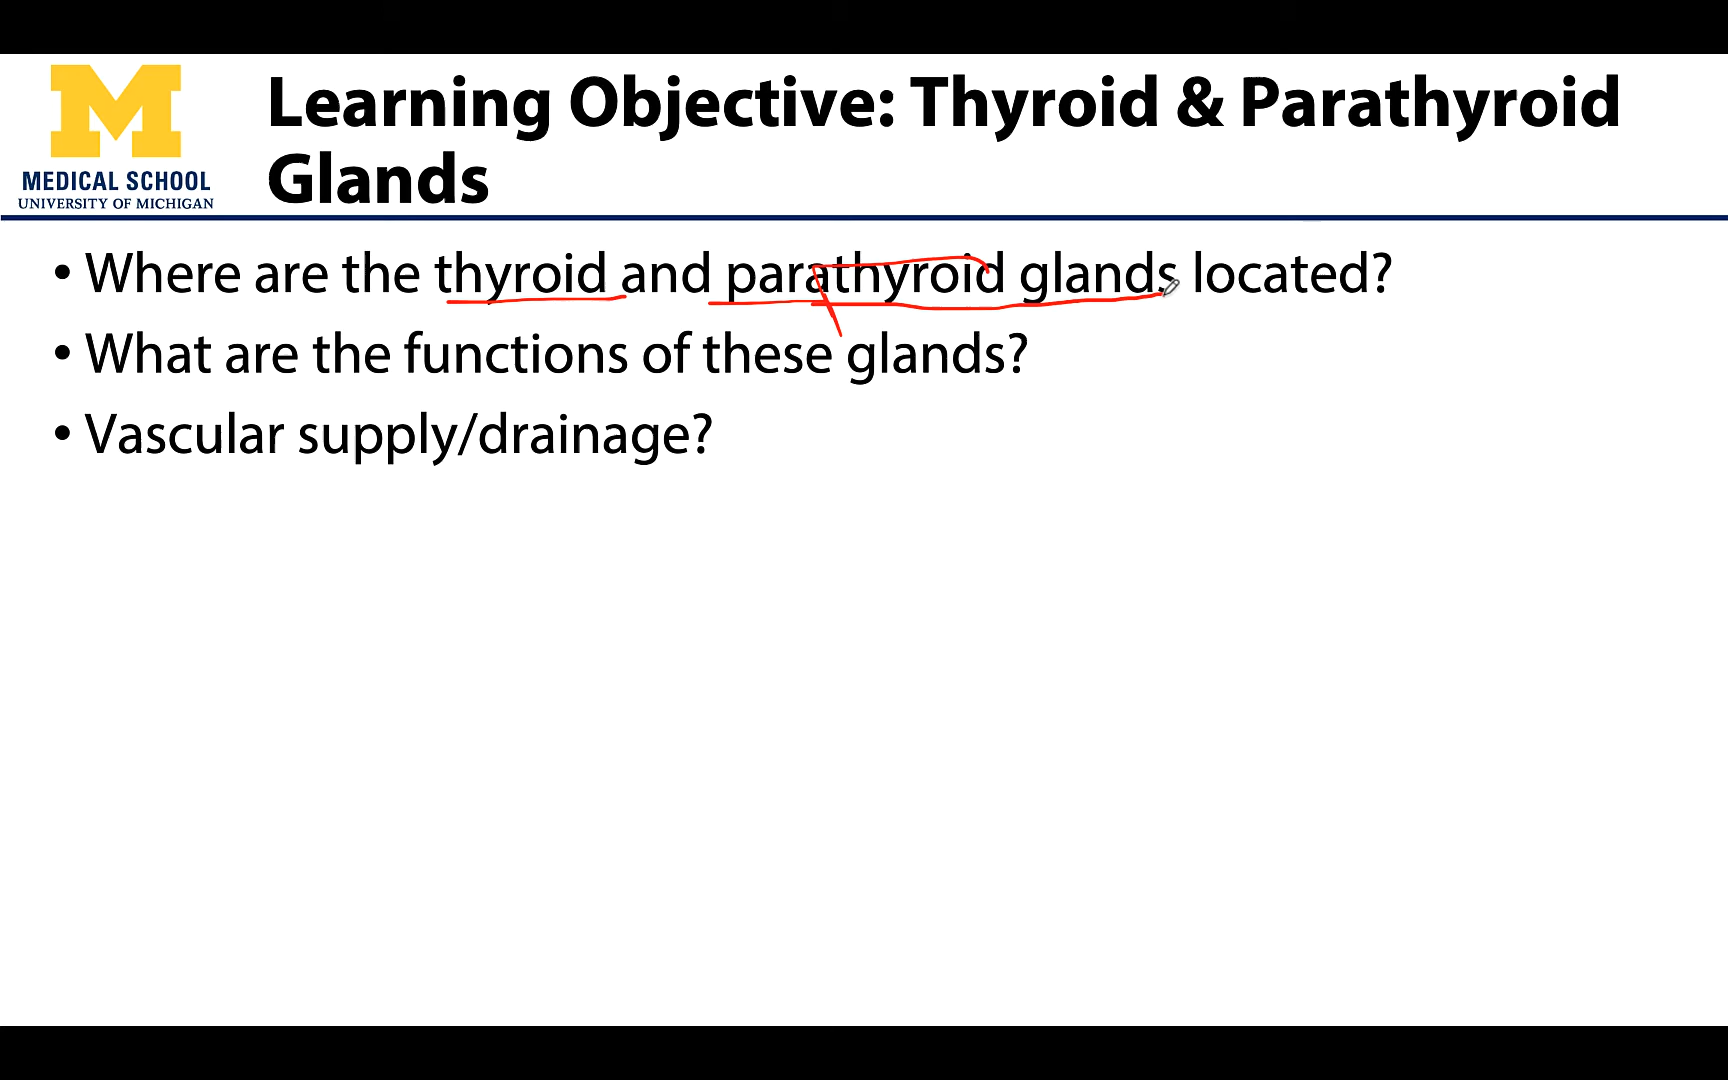 MEDICAL SCHOOL
UNIVERSITY OF MICHIGAN
Learning Objective: Thyroid & Parathyroid
Glands
• Where are the thyroid and parathyroid glands located?
• What are the functions of these glands?
• Vascular supply/drainage?